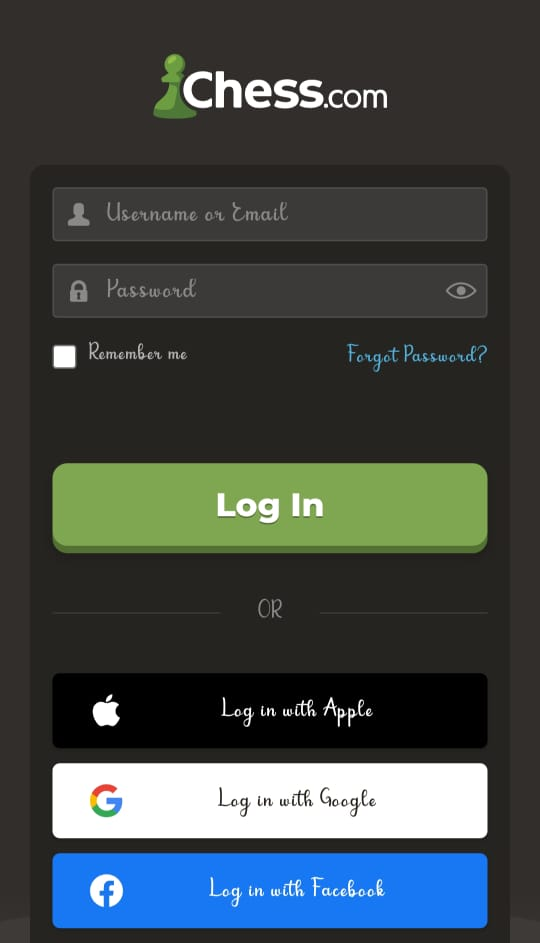 Chess.com
Username or Email
Password
Remember me
Forgot Password?
Log In
OR
Log in with Apple
Log in with Google
Log in with Facebook